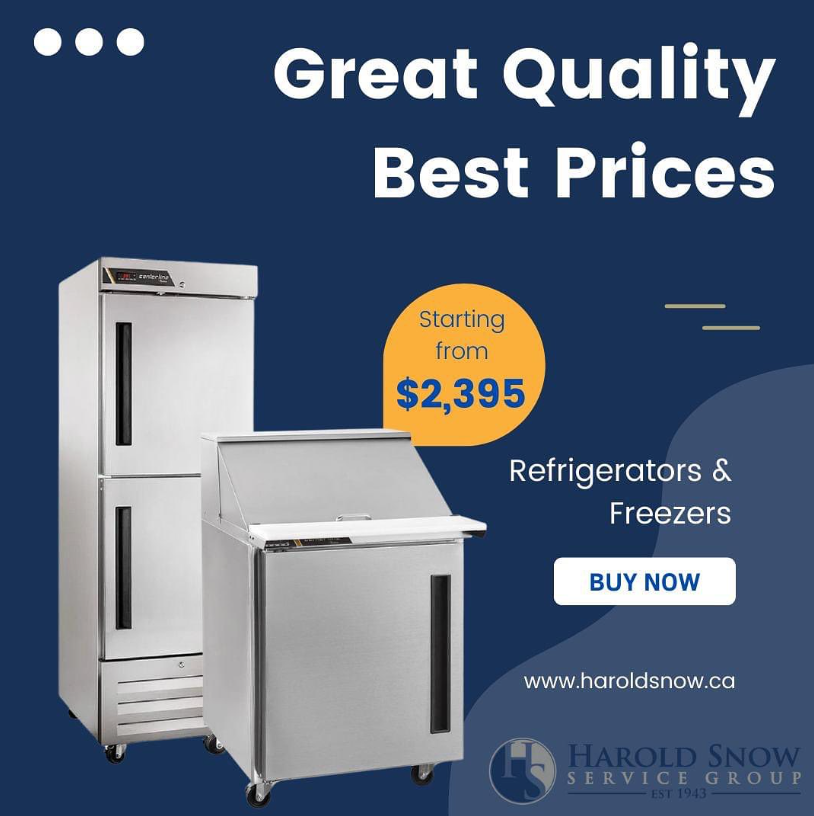 Great Quality
Best Prices
centerline
Starting
from
$2,395
Refrigerators &
Freezers
BUY NOW
www.haroldsnow.ca
HS
HAROLD SNOW
SERVICE GROUP
EST 1943